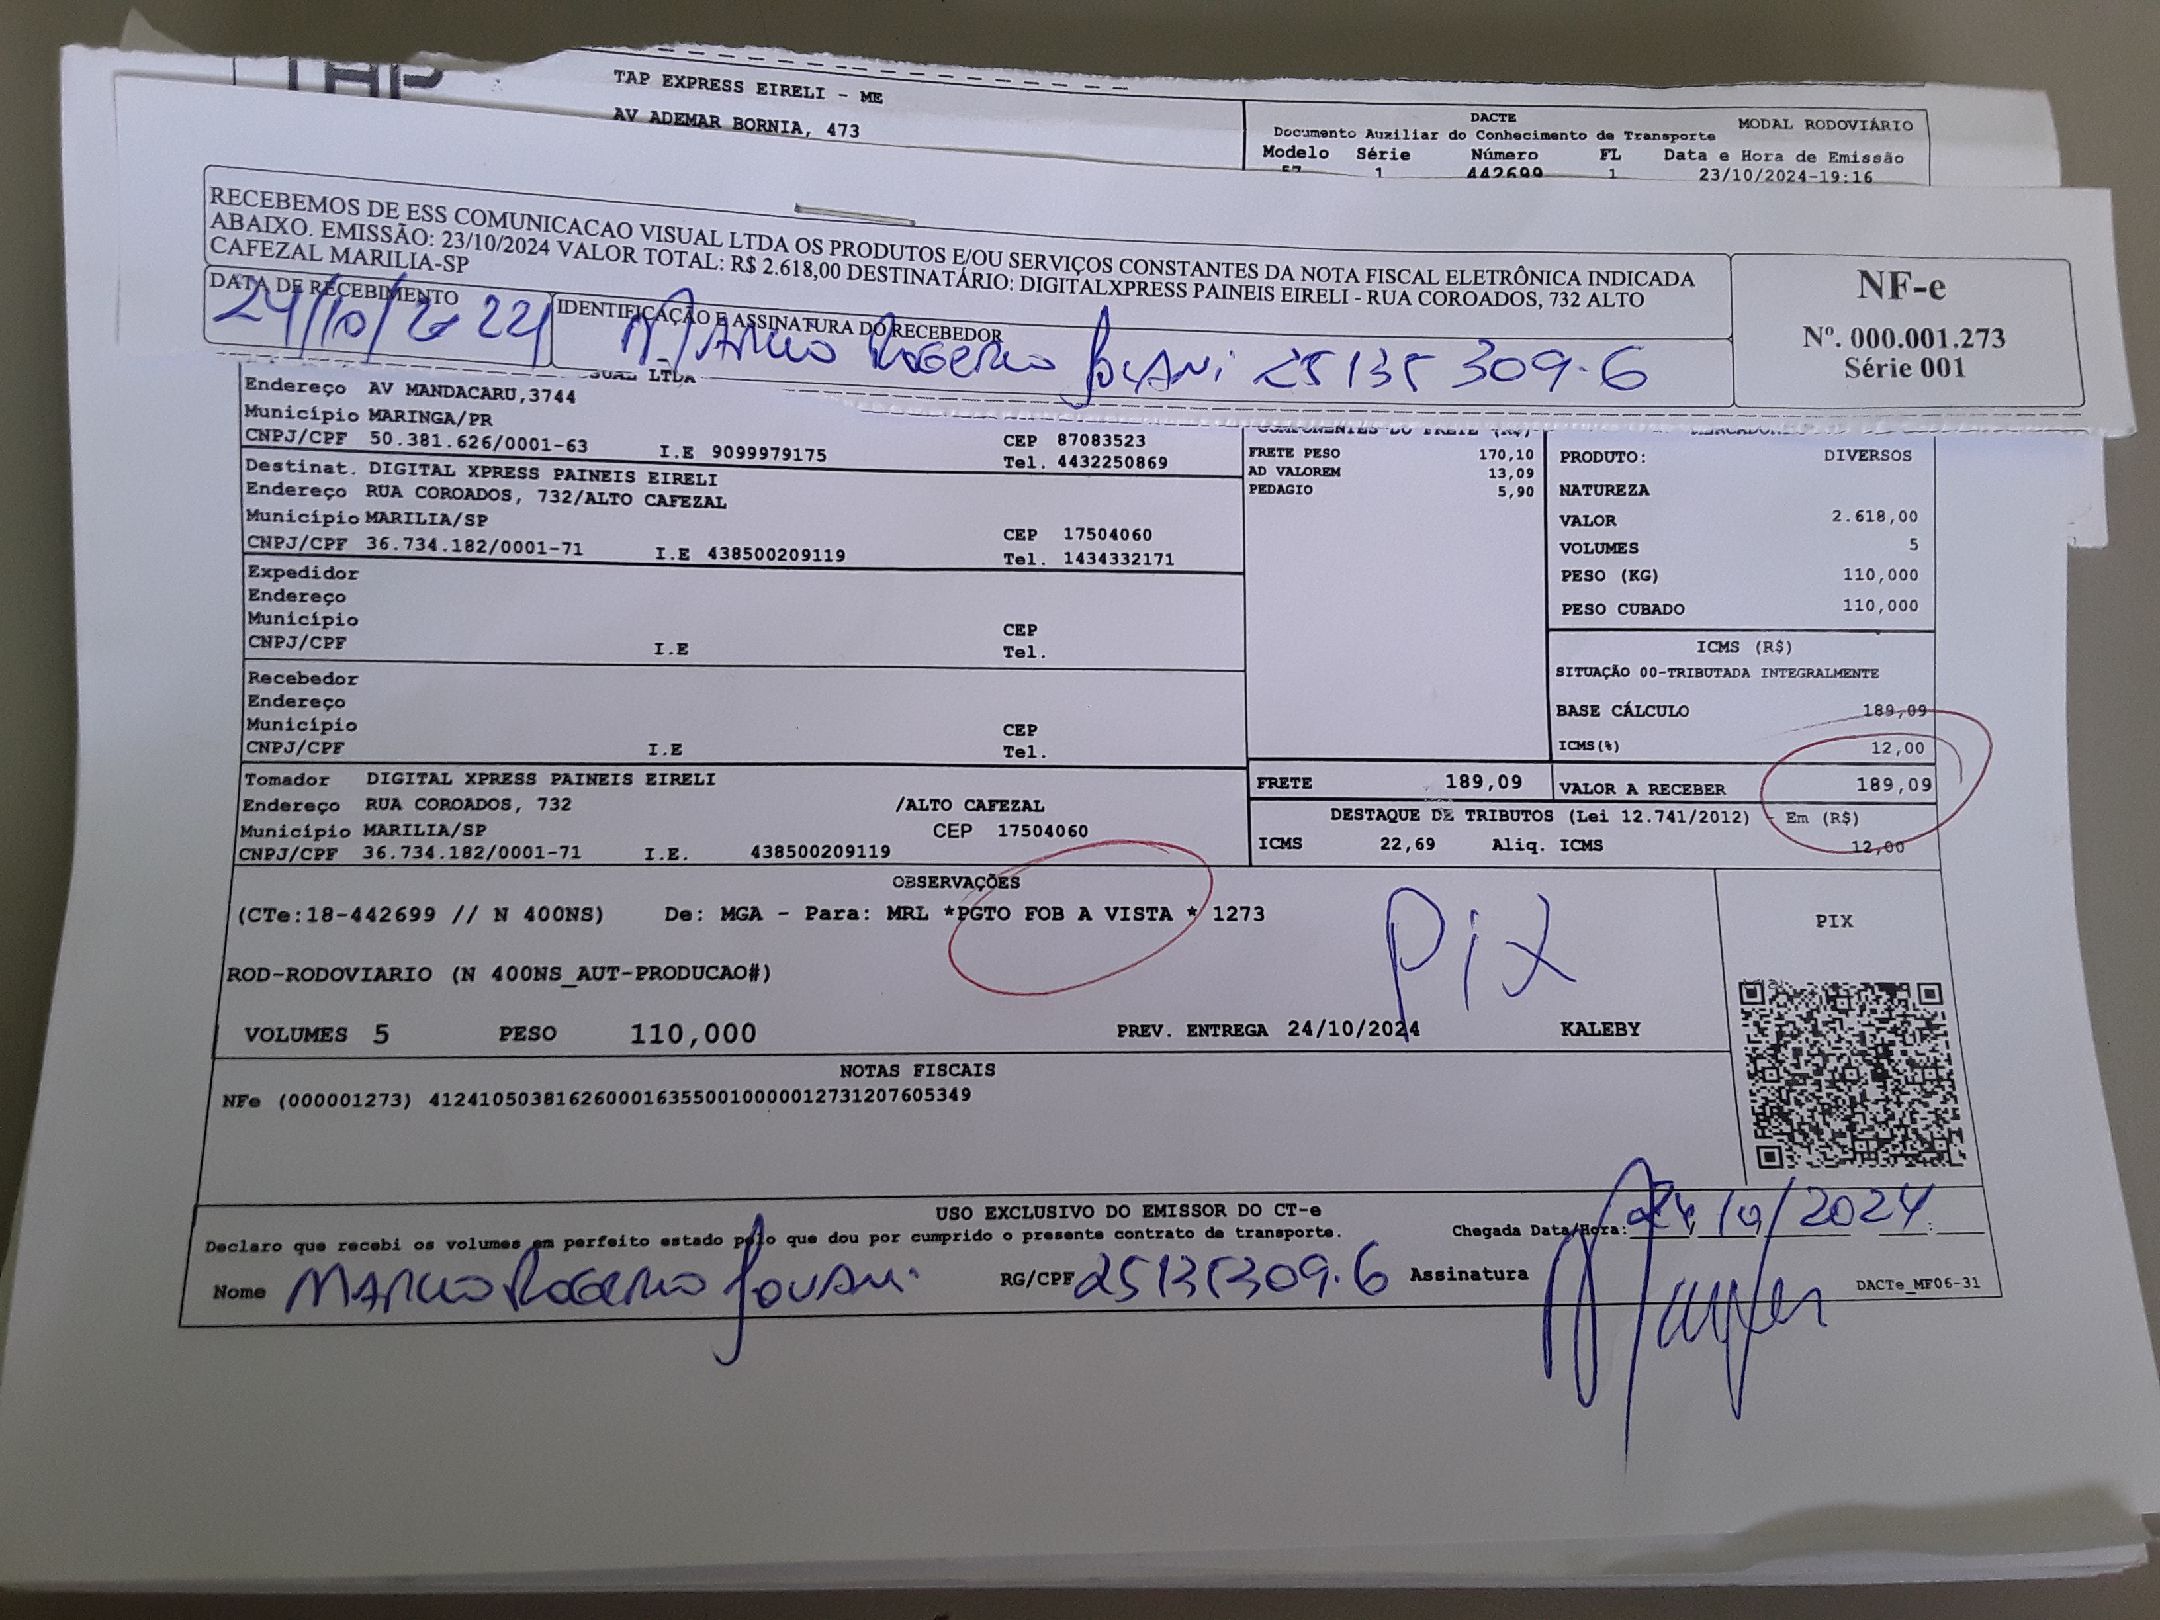 TAP
TAP EXPRESS EIRELI - ME
AV ADEMAR BORNIA, 473
DACTE
Documento Auxiliar do Conhecimento de Transporte
MODAL RODOVIÁRIO
Modelo Série Número FL Data e Hora de Emissão
57 1 442699 1 23/10/2024-19:16
RECEBEMOS DE ESS COMUNICACAO VISUAL LTDA OS PRODUTOS E/OU SERVIÇOS CONSTANTES DA NOTA FISCAL ELETRÔNICA INDICADA
ABAIXO. EMISSÃO: 23/10/2024 VALOR TOTAL: R$ 2.618,00 DESTINATÁRIO: DIGITALXPRESS PAINEIS EIRELI - RUA COROADOS, 732 ALTO
CAFEZAL MARILIA-SP
NF-e
Nº. 000.001.273
Série 001
DATA DE RECEBIMENTO
24/10/
IDENTIFICAÇÃO E ASSINATURA DO RECEBEDOR
Rogerio 25135309-6
LTDA
Endereço AV MANDACARU,3744
Município MARINGA/PR
CNPJ/CPF 50.381.626/0001-63 I.E 9099979175
CEP 87083523
Tel. 4432250869
Destinat. DIGITAL XPRESS PAINEIS EIRELI
Endereço RUA COROADOS, 732/ALTO CAFEZAL
Município MARILIA/SP
CNPJ/CPF 36.734.182/0001-71 I.E 438500209119
CEP 17504060
Tel. 1434332171
Expedidor
Endereço
Município
CNPJ/CPF I.E
CEP
Tel.
Recebedor
Endereço
Município
CNPJ/CPF I.E
CEP
Tel.
Tomador DIGITAL XPRESS PAINEIS EIRELI
Endereço RUA COROADOS, 732 /ALTO CAFEZAL
Município MARILIA/SP CEP 17504060
CNPJ/CPF 36.734.182/0001-71 I.E. 438500209119
COMPONENTES DO FRETE (R$)
FRETE PESO 170,10
AD VALOREM 13,09
PEDAGIO 5,90
PRODUTO: DIVERSOS
NATUREZA
VALOR 2.618,00
VOLUMES 5
PESO (KG) 110,000
PESO CUBADO 110,000
ICMS (R$)
SITUAÇÃO 00-TRIBUTADA INTEGRALMENTE
BASE CÁLCULO 189,09
ICMS(%) 12,00
FRETE 189,09
VALOR A RECEBER 189,09
DESTAQUE DE TRIBUTOS (Lei 12.741/2012) - Em (R$)
ICMS 22,69 Aliq. ICMS 12,00
OBSERVAÇÕES
(CTe:18-442699 // N 400NS) De: MGA - Para: MRL *PGTO FOB A VISTA * 1273
ROD-RODOVIARIO (N 400NS_AUT-PRODUCAO#)
Pix
PIX
VOLUMES 5 PESO 110,000 PREV. ENTREGA 24/10/2024 KALEBY
NOTAS FISCAIS
NFe (000001273) 41241050381626000163550010000012731207605349
USO EXCLUSIVO DO EMISSOR DO CT-e
Declaro que recebi os volumes em perfeito estado pelo que dou por cumprido o presente contrato de transporte.
Chegada Data/Hora: 24/10/2024 :
Nome Marcio Rogerio RG/CPF 25135309-6 Assinatura
DACTe_MF06-31